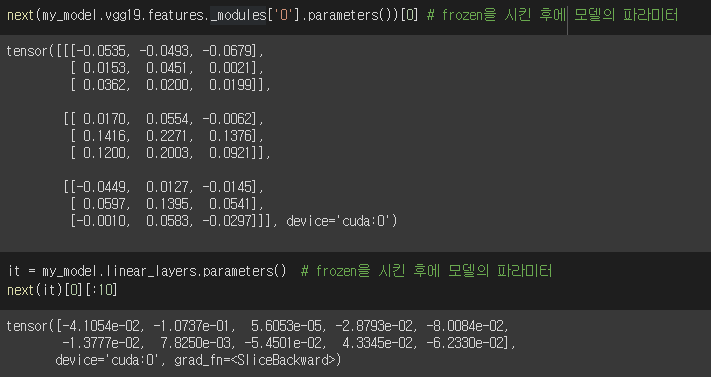 next(my_model.vgg19.features._modules['0'].parameters())[0] # frozen을 시킨 후에 모델의 파라미터
tensor([[[-0.0535, -0.0493, -0.0679],
[ 0.0153, 0.0451, 0.0021],
[ 0.0362, 0.0200, 0.0199]],
[[ 0.0170, 0.0554, -0.0062],
[ 0.1416, 0.2271, 0.1376],
[ 0.1200, 0.2003, 0.0921]],
[[-0.0449, 0.0127, -0.0145],
[ 0.0597, 0.1395, 0.0541],
[-0.0010, 0.0583, -0.0297]]], device='cuda:0')
it = my_model.linear_layers.parameters() # frozen을 시킨 후에 모델의 파라미터
next(it)[0][:10]
tensor([-4.1054e-02, -1.0737e-01, 5.6053e-05, -2.8793e-02, -8.0084e-02,
-1.3777e-02, 7.8250e-03, -5.4501e-02, 4.3345e-02, -6.2330e-02],
device='cuda:0', grad_fn=<SliceBackward>)